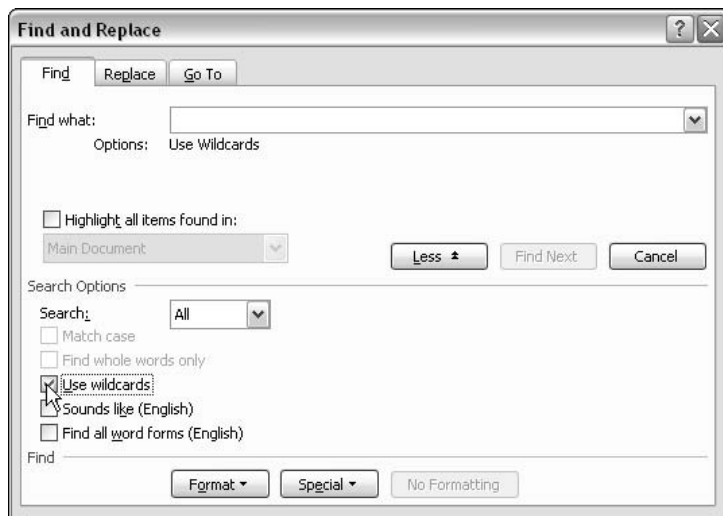 Find and Replace
?
Find Replace Go To
Find what:
Options: Use Wildcards
Highlight all items found in:
Main Document
Less Find Next Cancel
Search Options
Search: All
Match case
Find whole words only
Use wildcards
Sounds like (English)
Find all word forms (English)
Find
Format Special No Formatting